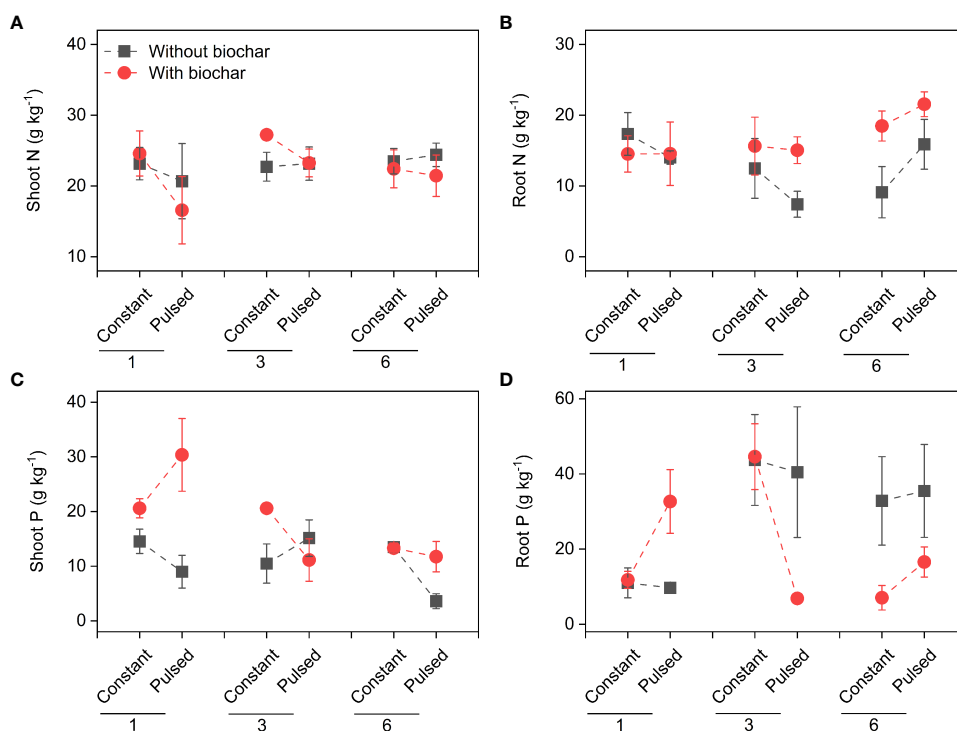 A
40
30
20
10
Shoot N (g kg⁻¹)
Without biochar
With biochar
Constant
Pulsed
Constant
Pulsed
Constant
Pulsed
1
3
6
B
30
20
10
0
Root N (g kg⁻¹)
Constant
Pulsed
Constant
Pulsed
Constant
Pulsed
1
3
6
C
40
30
20
10
0
Shoot P (g kg⁻¹)
Constant
Pulsed
Constant
Pulsed
Constant
Pulsed
1
3
6
D
60
40
20
0
Root P (g kg⁻¹)
Constant
Pulsed
Constant
Pulsed
Constant
Pulsed
1
3
6